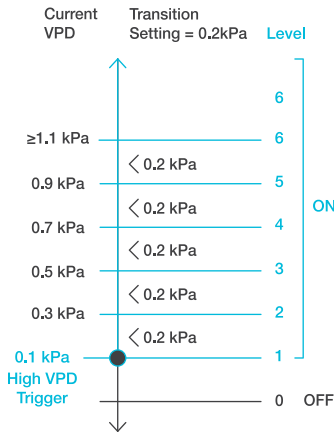 Current VPD
Transition Setting = 0.2kPa
Level
6
≥1.1 kPa
6
< 0.2 kPa
0.9 kPa
5
ON
< 0.2 kPa
0.7 kPa
4
< 0.2 kPa
0.5 kPa
3
< 0.2 kPa
0.3 kPa
2
< 0.2 kPa
0.1 kPa
1
High VPD
Trigger
0 OFF